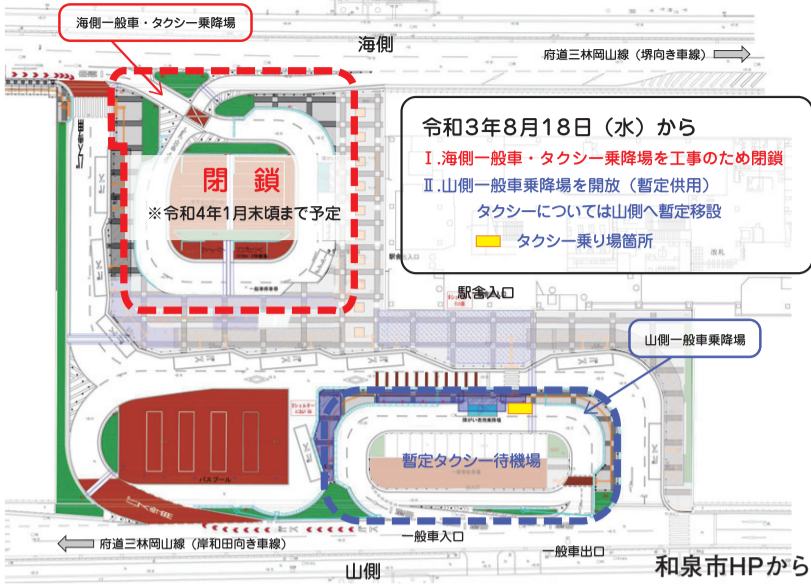 海側一般車・タクシー乗降場
海側
府道三林岡山線（堺向き車線）
令和3年8月18日（水）から
Ⅰ.海側一般車・タクシー乗降場を工事のため閉鎖
Ⅱ.山側一般車乗降場を開放（暫定供用）
タクシーについては山側へ暫定移設
タクシー乗り場箇所
閉鎖
※令和4年1月末頃まで予定
改札
駅舎入口
山側一般車乗降場
暫定タクシー待機場
バスプール
一般車入口
一般車出口
府道三林岡山線（岸和田向き車線）
山側
和泉市HPから